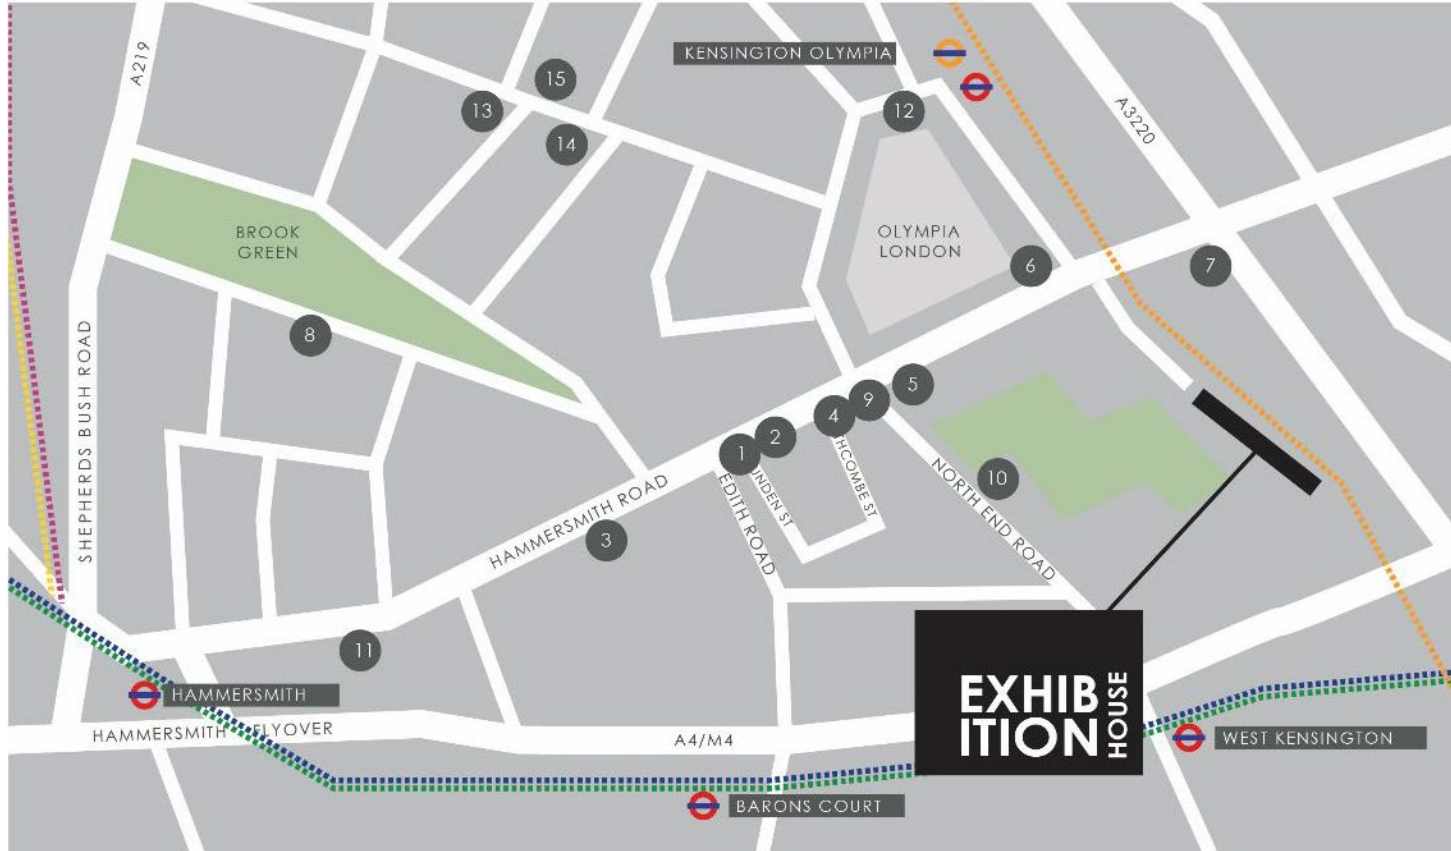 KENSINGTON OLYMPIA
A219
A3220
15
13
14
12
BROOK
GREEN
OLYMPIA
LONDON
6
7
8
5
9
4
2
1
SHEPHERDS BUSH ROAD
HAMMERSMITH ROAD
EDITH ROAD
NORTH END ROAD
10
3
11
HAMMERSMITH
HAMMERSMITH FLYOVER
A4/M4
BARONS COURT
EXHIB
ITION
HOUSE
WEST KENSINGTON